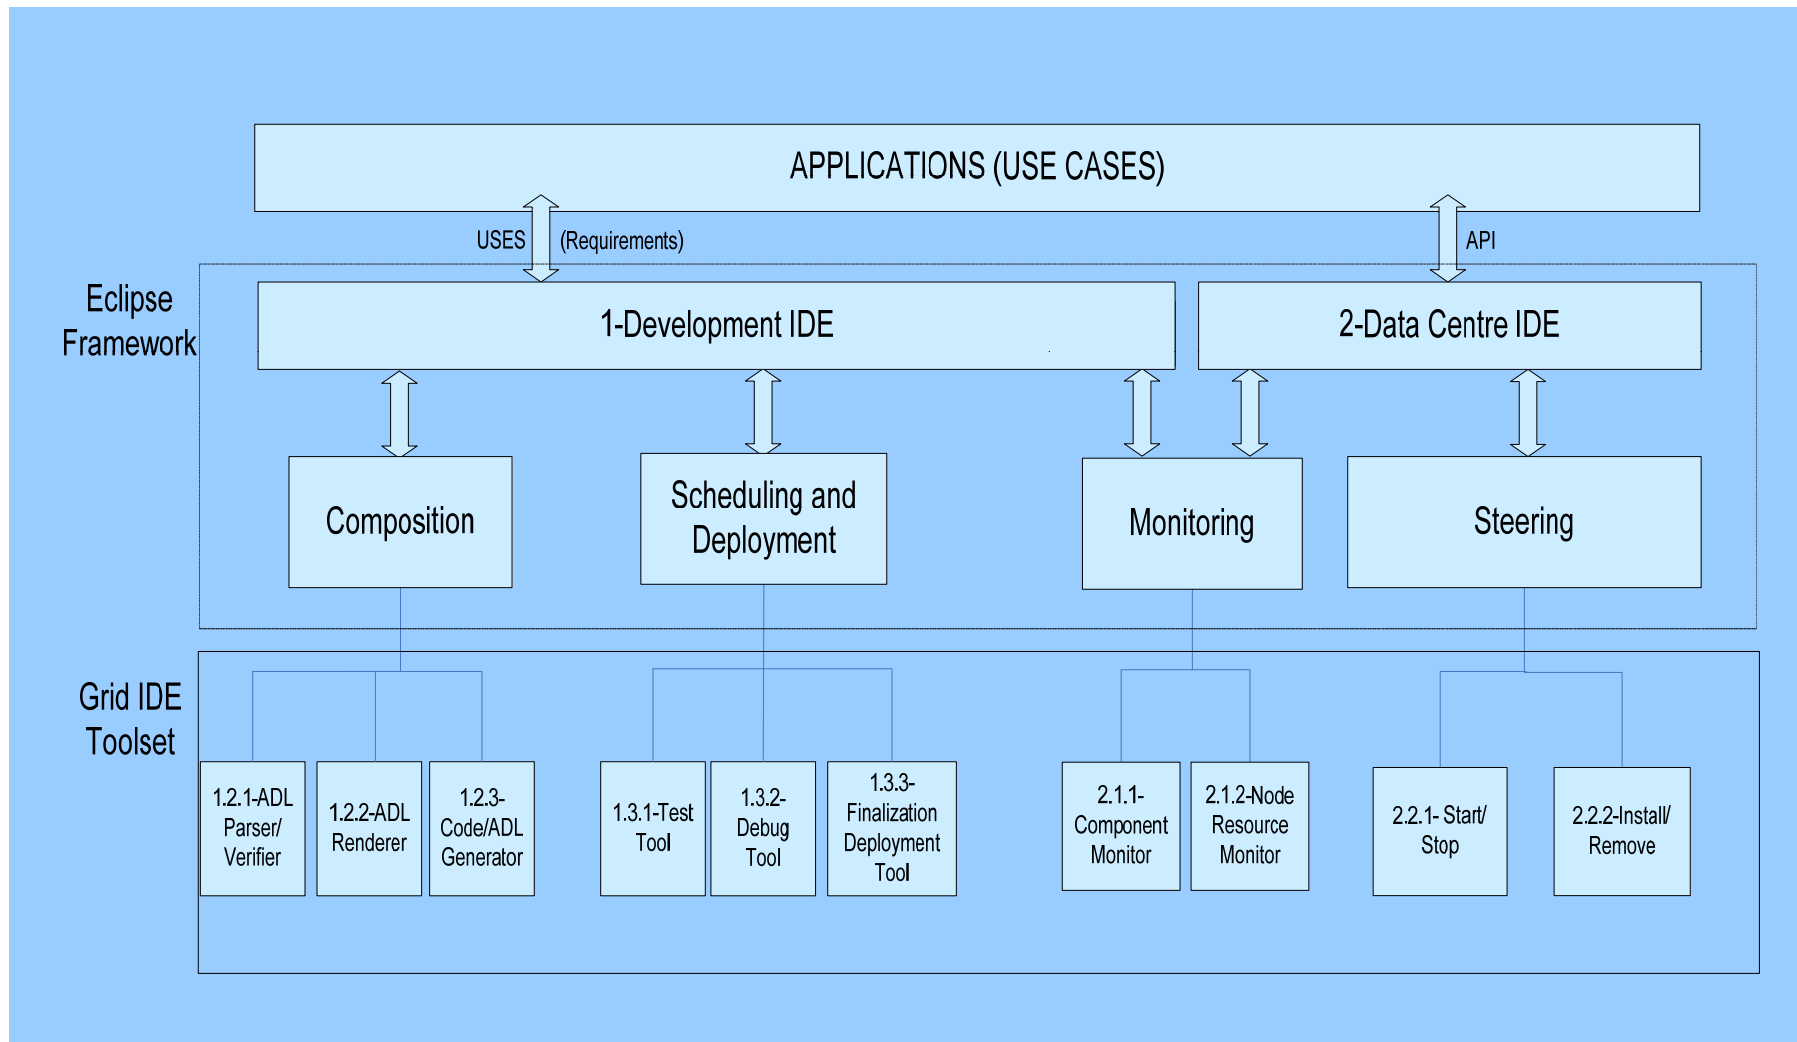 APPLICATIONS (USE CASES)
USES (Requirements)
API
Eclipse
Framework
1-Development IDE
2-Data Centre IDE
Composition
Scheduling and
Deployment
Monitoring
Steering
Grid IDE
Toolset
1.2.1-ADL
Parser/
Verifier
1.2.2-ADL
Renderer
1.2.3-
Code/ADL
Generator
1.3.1-Test
Tool
1.3.2-
Debug
Tool
1.3.3-
Finalization
Deployment
Tool
2.1.1-
Component
Monitor
2.1.2-Node
Resource
Monitor
2.2.1- Start/
Stop
2.2.2-Install/
Remove